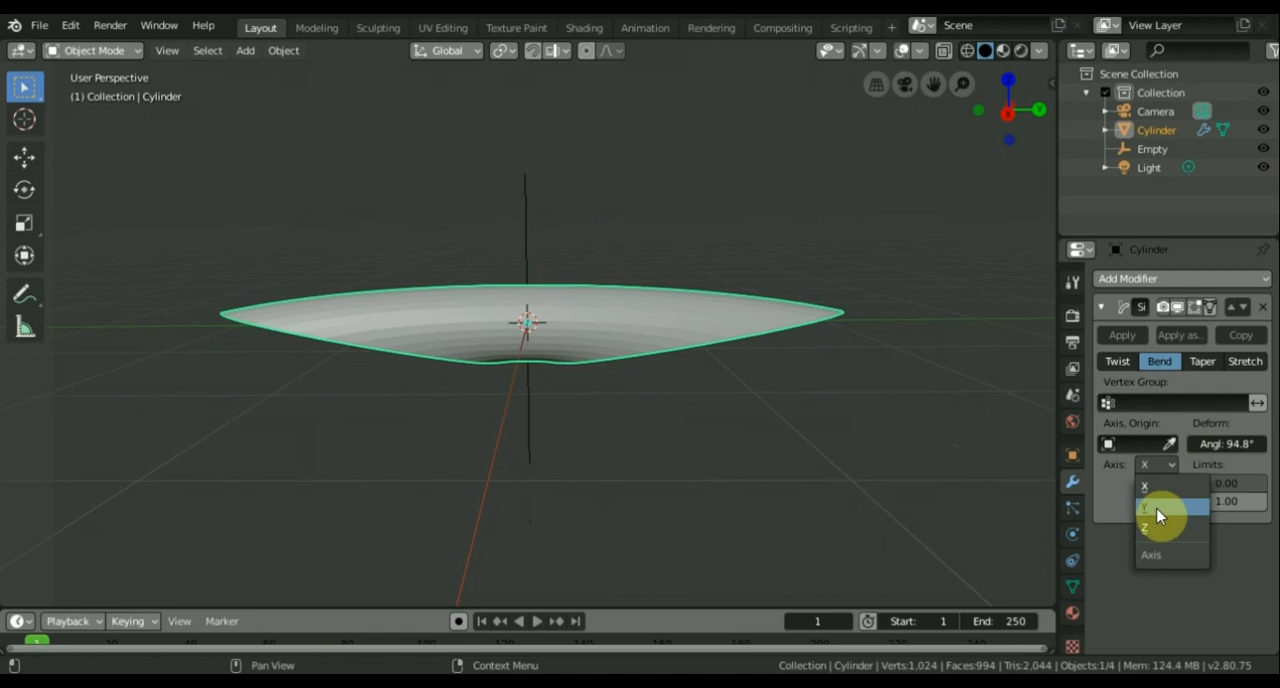 File Edit Render Window Help Layout Modeling Sculpting UV Editing Texture Paint Shading Animation Rendering Compositing Scripting + Scene View Layer
Object Mode View Select Add Object Global
User Perspective
(1) Collection | Cylinder
X
Y
Scene Collection
Collection
Camera
Cylinder
Empty
Light
Cylinder
Add Modifier
Si
Apply Apply as.. Copy
Twist Bend Taper Stretch
Vertex Group:
Axis, Origin: Deform:
Angl: 94.8°
Axis: X Limits:
X 0.00
Y 1.00
Z
Axis
Playback Keying View Marker 1 Start: 1 End: 250
1
Pan View Context Menu Collection | Cylinder | Verts:1,024 | Faces:994 | Tris:2,044 | Objects:1/4 | Mem: 124.4 MB | v2.80.75